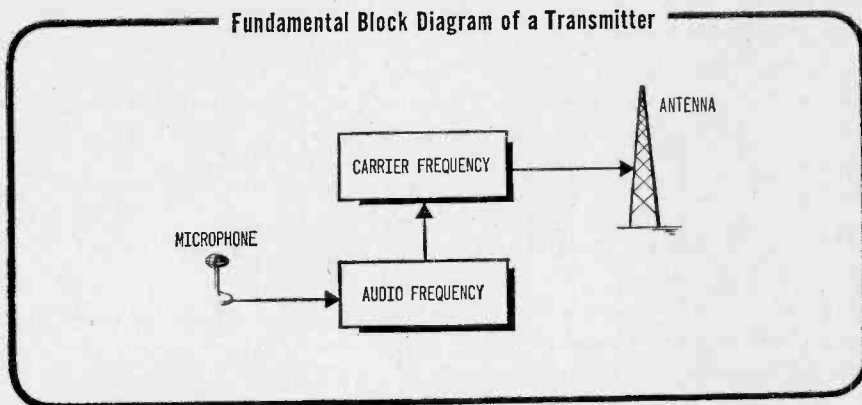 Fundamental Block Diagram of a Transmitter
ANTENNA
CARRIER FREQUENCY
MICROPHONE
AUDIO FREQUENCY